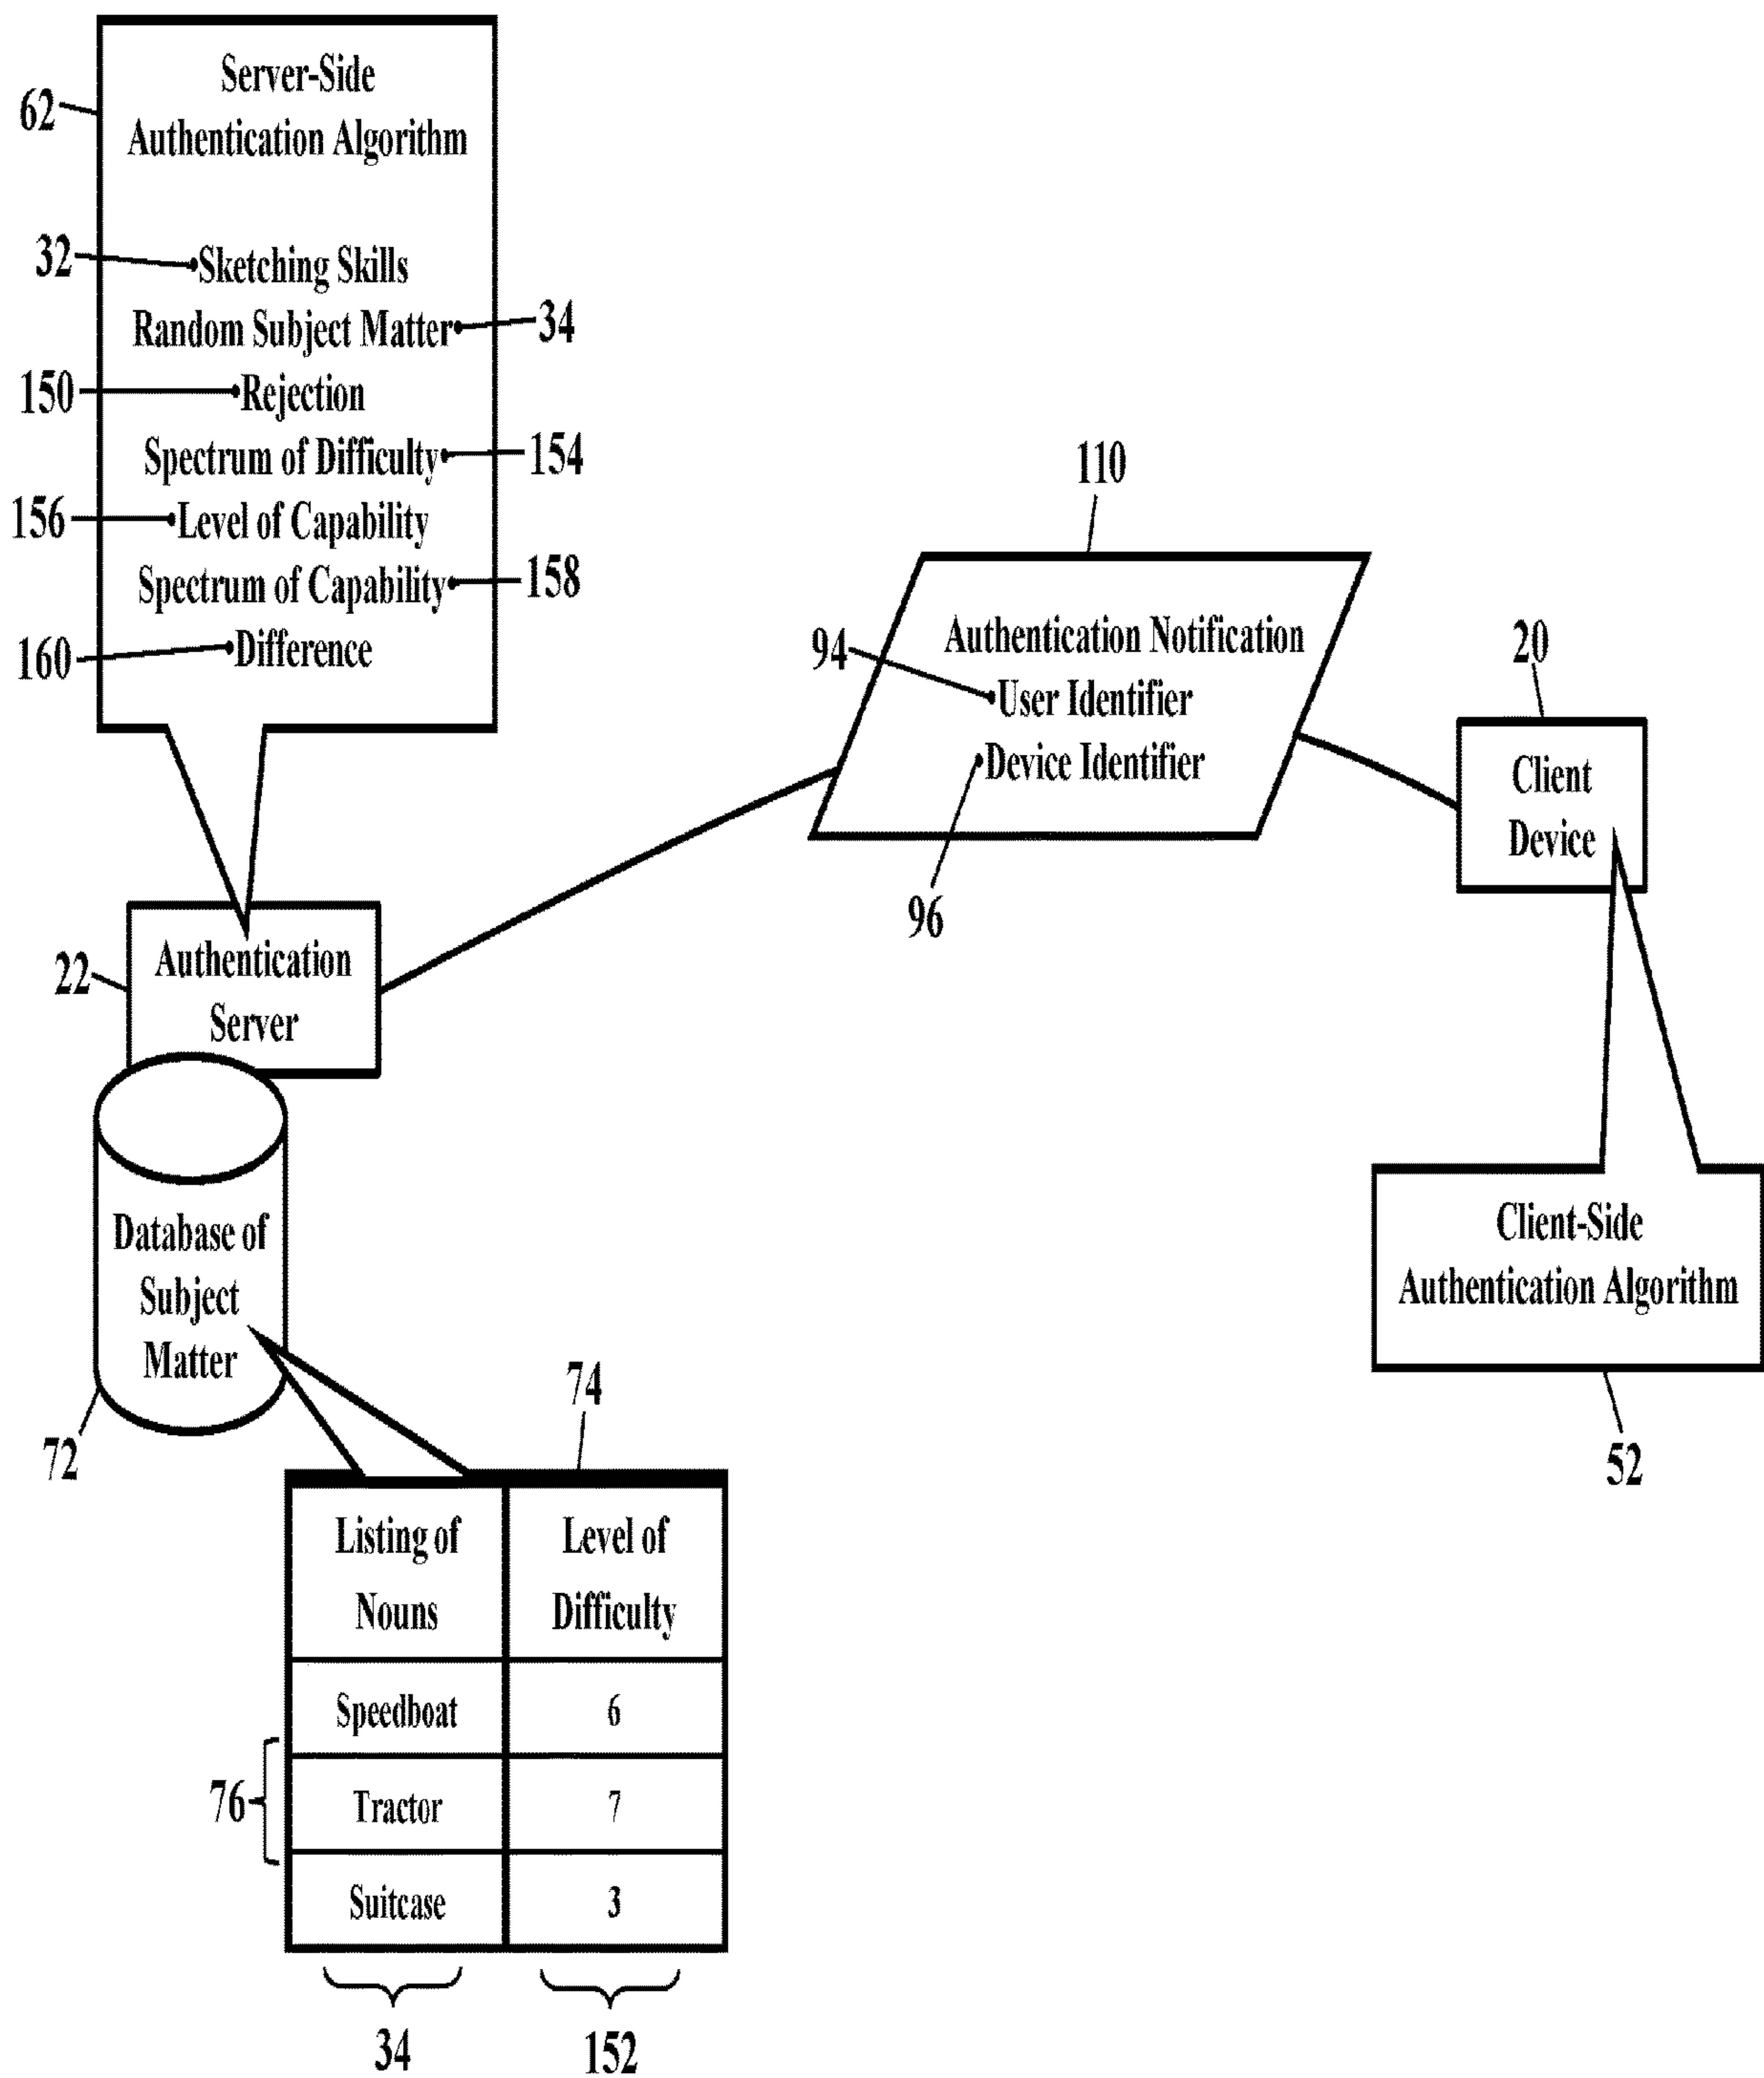 Server-Side
Authentication Algorithm
62
32
Sketching Skills
Random Subject Matter
34
150
Rejection
Spectrum of Difficulty
154
156
Level of Capability
Spectrum of Capability
158
160
Difference
110
Authentication Notification
94
User Identifier
Device Identifier
96
20
Client
Device
22
Authentication
Server
Database of
Subject
Matter
72
Client-Side
Authentication Algorithm
52
74
Listing of
Nouns
Level of
Difficulty
Speedboat
6
76
Tractor
7
Suitcase
3
34
152